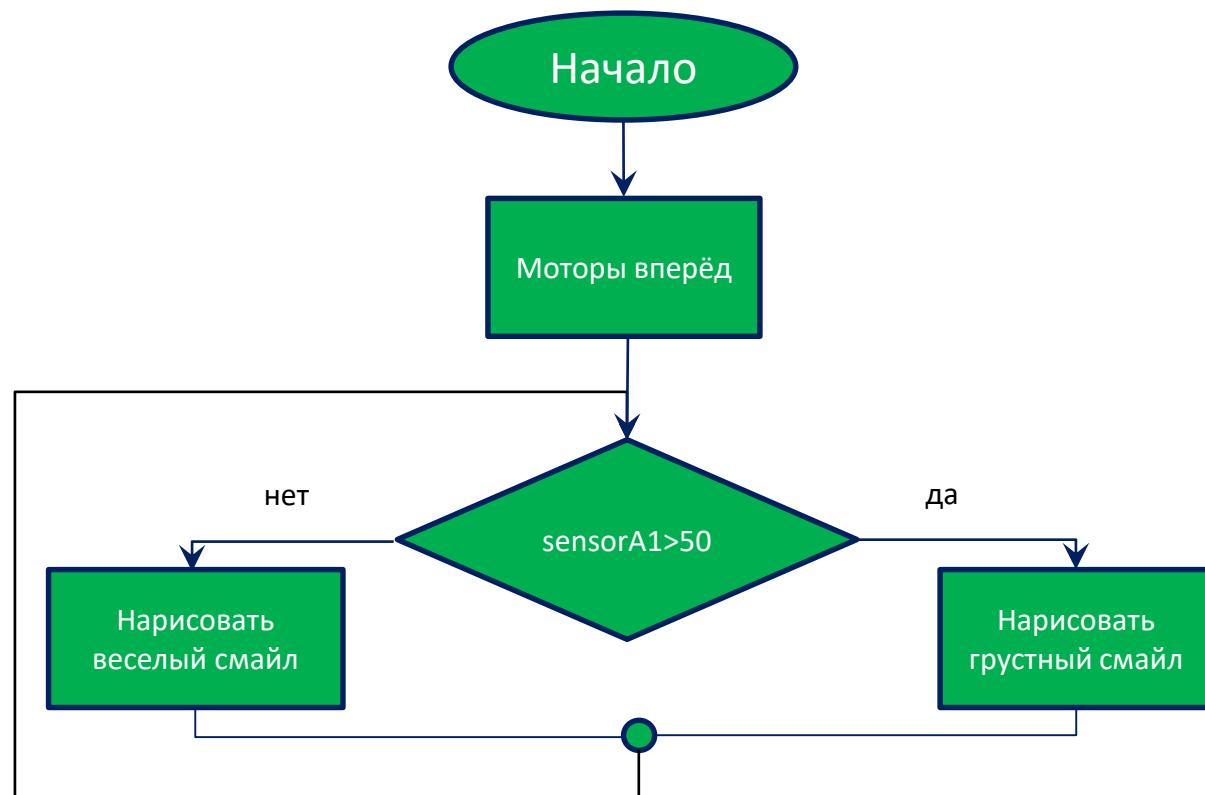 Начало
Моторы вперёд
нет
да
sensorA1>50
Нарисовать
веселый смайл
Нарисовать
грустный смайл